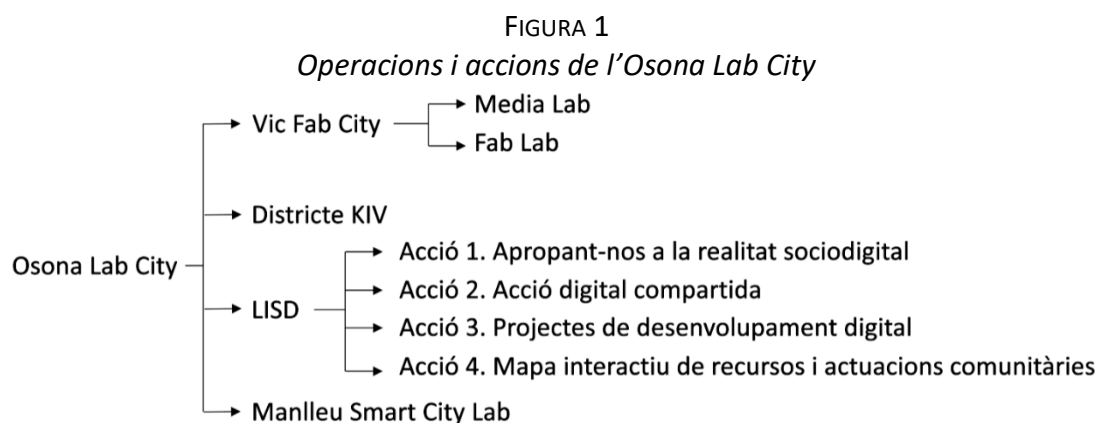 FIGURA 1
Operacions i accions de l’Osona Lab City
Media Lab
Vic Fab City
Fab Lab
Districte KIV
Acció 1. Apropant-nos a la realitat sociodigital
Osona Lab City
Acció 2. Acció digital compartida
LISD
Acció 3. Projectes de desenvolupament digital
Acció 4. Mapa interactiu de recursos i actuacions comunitàries
Manlleu Smart City Lab